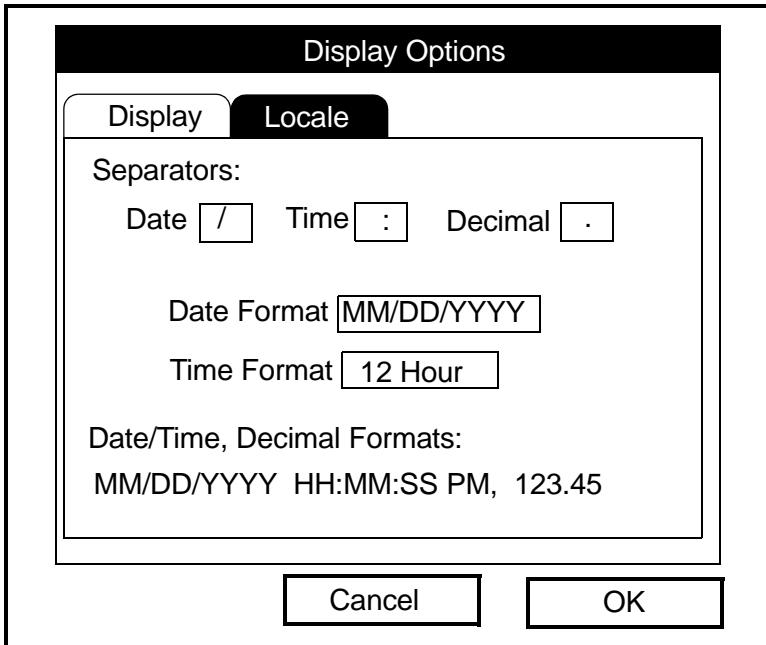 Display Options
Display Locale
Separators:
Date / Time : Decimal .
Date Format MM/DD/YYYY
Time Format 12 Hour
Date/Time, Decimal Formats:
MM/DD/YYYY HH:MM:SS PM, 123.45
Cancel OK